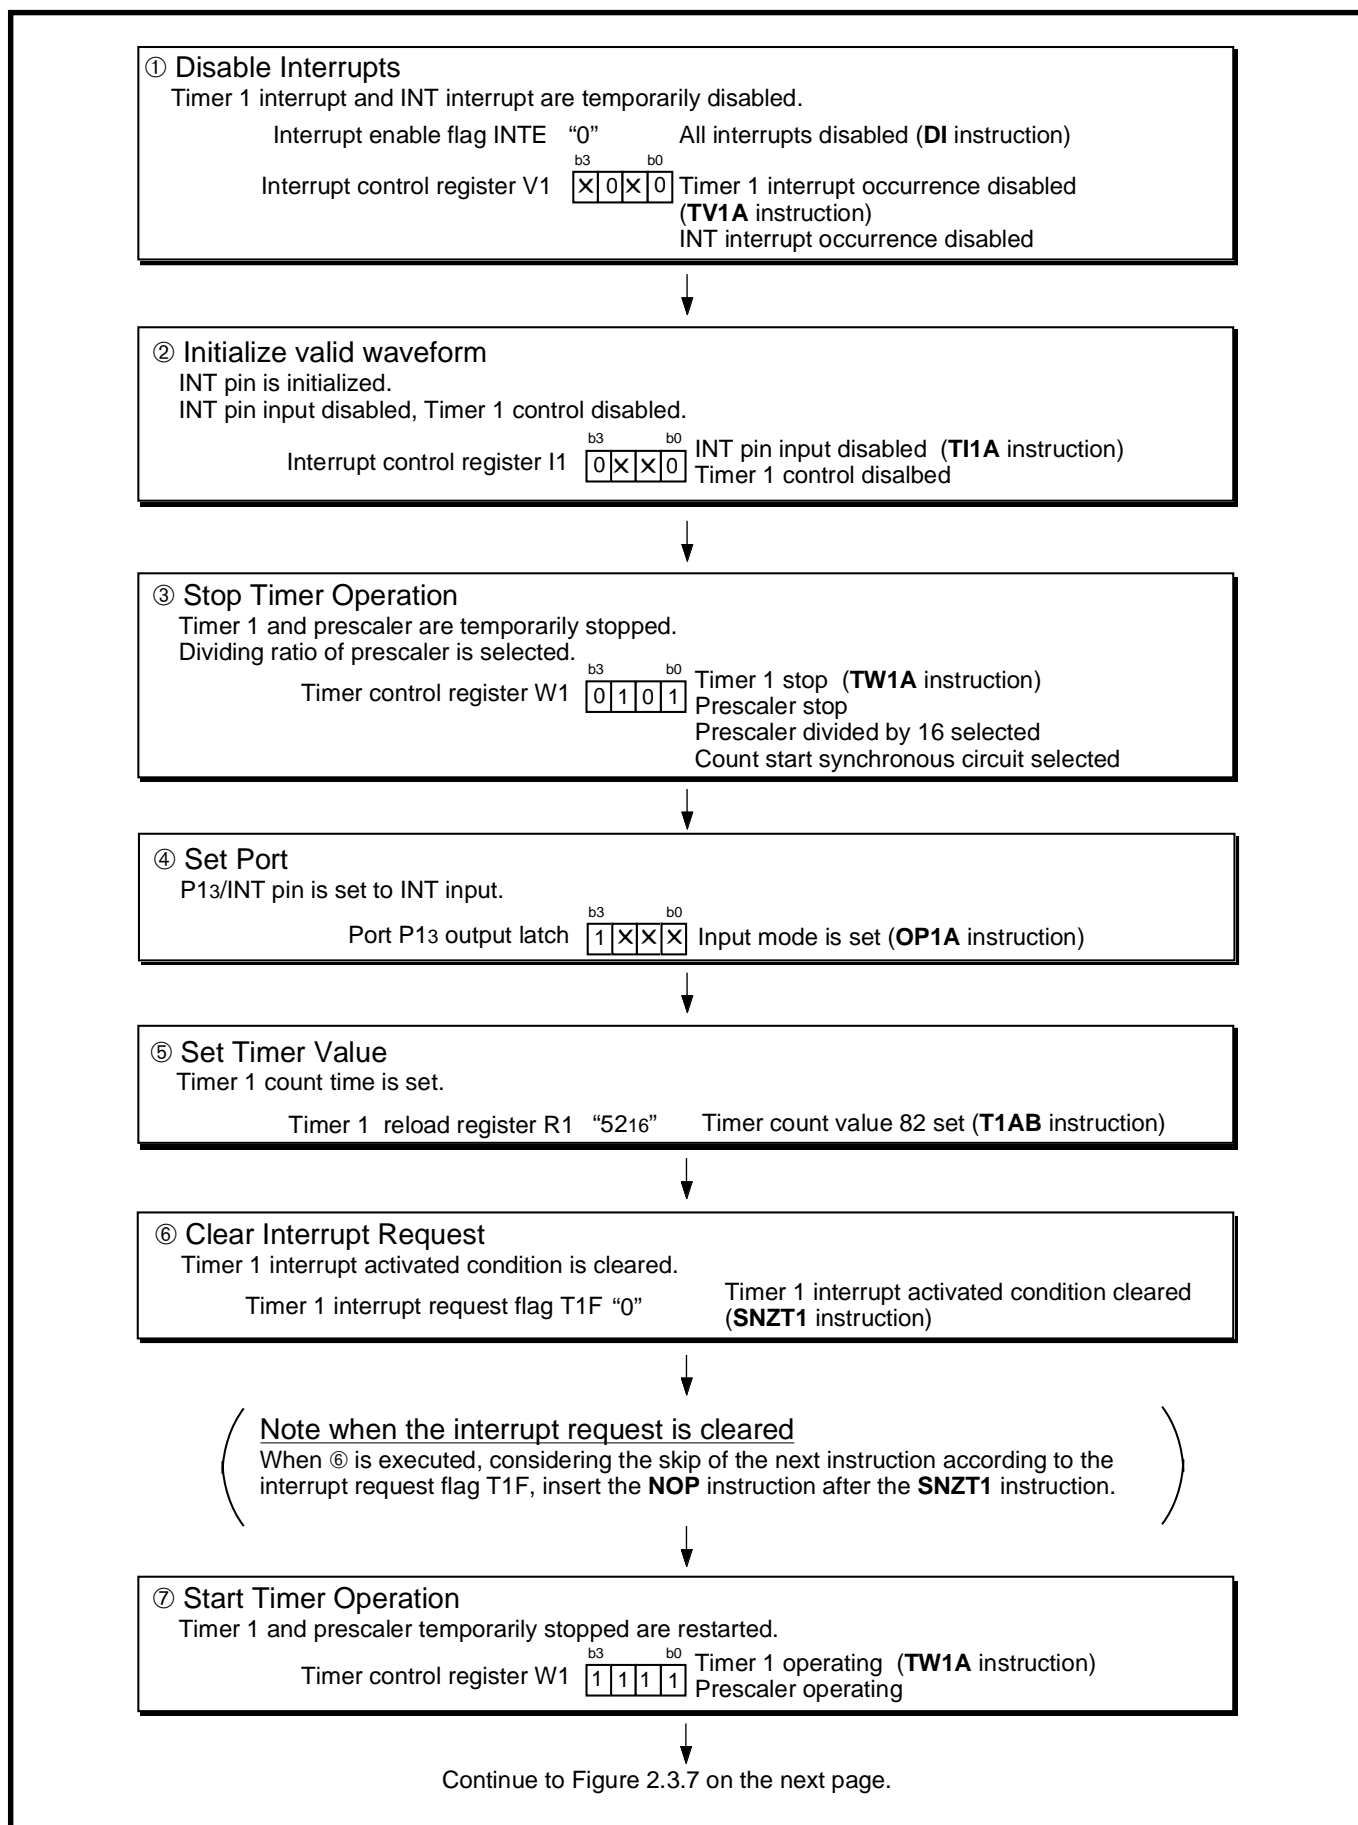 ① Disable Interrupts
Timer 1 interrupt and INT interrupt are temporarily disabled.
Interrupt enable flag INTE “0” All interrupts disabled (DI instruction)
b3 b0
Interrupt control register V1 ✕ 0 ✕ 0 Timer 1 interrupt occurrence disabled
(TV1A instruction)
INT interrupt occurrence disabled
② Initialize valid waveform
INT pin is initialized.
INT pin input disabled, Timer 1 control disabled.
b3 b0
Interrupt control register I1 0 ✕ ✕ 0 INT pin input disabled (TI1A instruction)
Timer 1 control disalbed
③ Stop Timer Operation
Timer 1 and prescaler are temporarily stopped.
Dividing ratio of prescaler is selected.
b3 b0
Timer control register W1 0 1 0 1 Timer 1 stop (TW1A instruction)
Prescaler stop
Prescaler divided by 16 selected
Count start synchronous circuit selected
④ Set Port
P13/INT pin is set to INT input.
b3 b0
Port P13 output latch 1 ✕ ✕ ✕ Input mode is set (OP1A instruction)
⑤ Set Timer Value
Timer 1 count time is set.
Timer 1 reload register R1 “5216” Timer count value 82 set (T1AB instruction)
⑥ Clear Interrupt Request
Timer 1 interrupt activated condition is cleared.
Timer 1 interrupt request flag T1F “0” Timer 1 interrupt activated condition cleared
(SNZT1 instruction)
Note when the interrupt request is cleared
When ⑥ is executed, considering the skip of the next instruction according to the
interrupt request flag T1F, insert the NOP instruction after the SNZT1 instruction.
⑦ Start Timer Operation
Timer 1 and prescaler temporarily stopped are restarted.
b3 b0
Timer control register W1 1 1 1 1 Timer 1 operating (TW1A instruction)
Prescaler operating
Continue to Figure 2.3.7 on the next page.